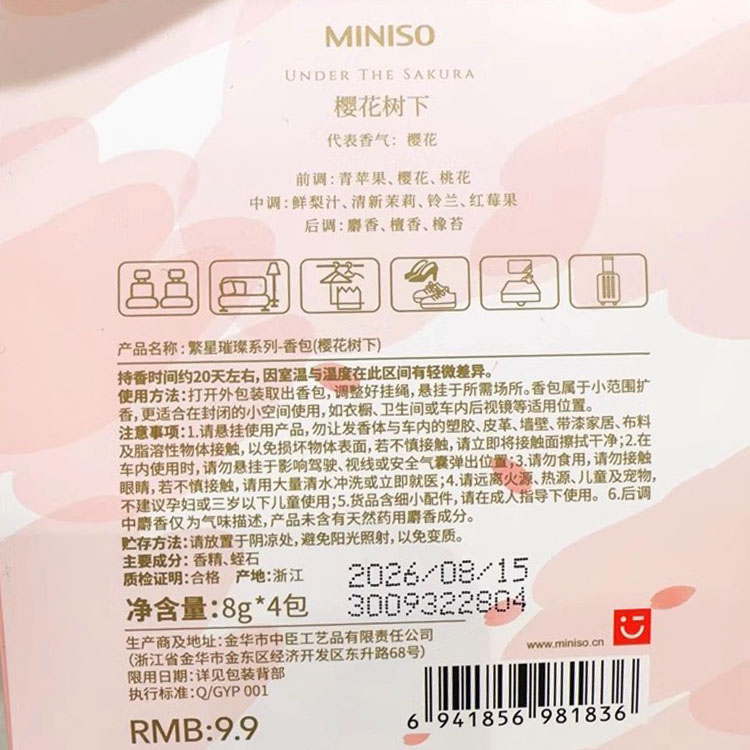 MINISO
UNDER THE SAKURA
樱花树下
代表香气：樱花
前调：青苹果、樱花、桃花
中调：鲜梨汁、清新茉莉、铃兰、红莓果
后调：麝香、檀香、橡苔
产品名称：繁星璀璨系列-香包(樱花树下)
持香时间约20天左右，因室温与温度在此区间有轻微差异。
使用方法：打开外包装取出香包，调整好挂绳，悬挂于所需场所。香包属于小范围扩
香，更适合在封闭的小空间使用，如衣橱、卫生间或车内后视镜等适用位置。
注意事项：1.请悬挂使用产品，勿让发香体与车内的塑胶、皮革、墙壁、带漆家居、布料
及脂溶性物体接触，以免损坏物体表面，若不慎接触，请立即将接触面擦拭干净；2.在
车内使用时，请勿悬挂于影响驾驶、视线或安全气囊弹出位置；3.请勿食用，请勿接触
眼睛，若不慎接触，请用大量清水冲洗或立即就医；4.请远离火源、热源、儿童及宠物，
不建议孕妇或三岁以下儿童使用；5.货品含细小配件，请在成人指导下使用。6.后调
中麝香仅为气味描述，产品未含有天然药用麝香成分。
贮存方法：请放置于阴凉处，避免阳光照射，以免变质。
主要成分：香精、蛭石
质检证明：合格 产地：浙江
2026/08/15
净含量：8g*4包
3009322804
生产商及地址：金华市中臣工艺品有限责任公司
(浙江省金华市金东区经济开发区东升路68号)
限用日期：详见包装背部
执行标准：Q/GYP 001
www.miniso.cn
RMB:9.9
6 941856 981836